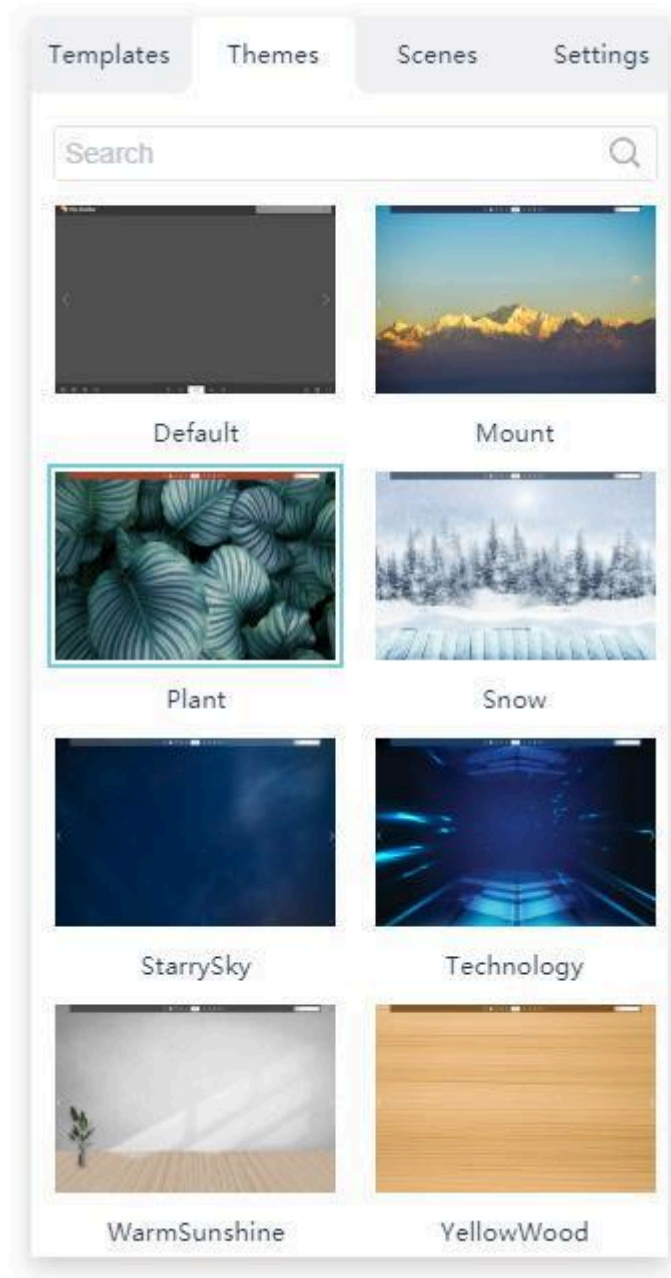 Templates Themes Scenes Settings
Search
Default Mount
Plant Snow
StarrySky Technology
WarmSunshine YellowWood